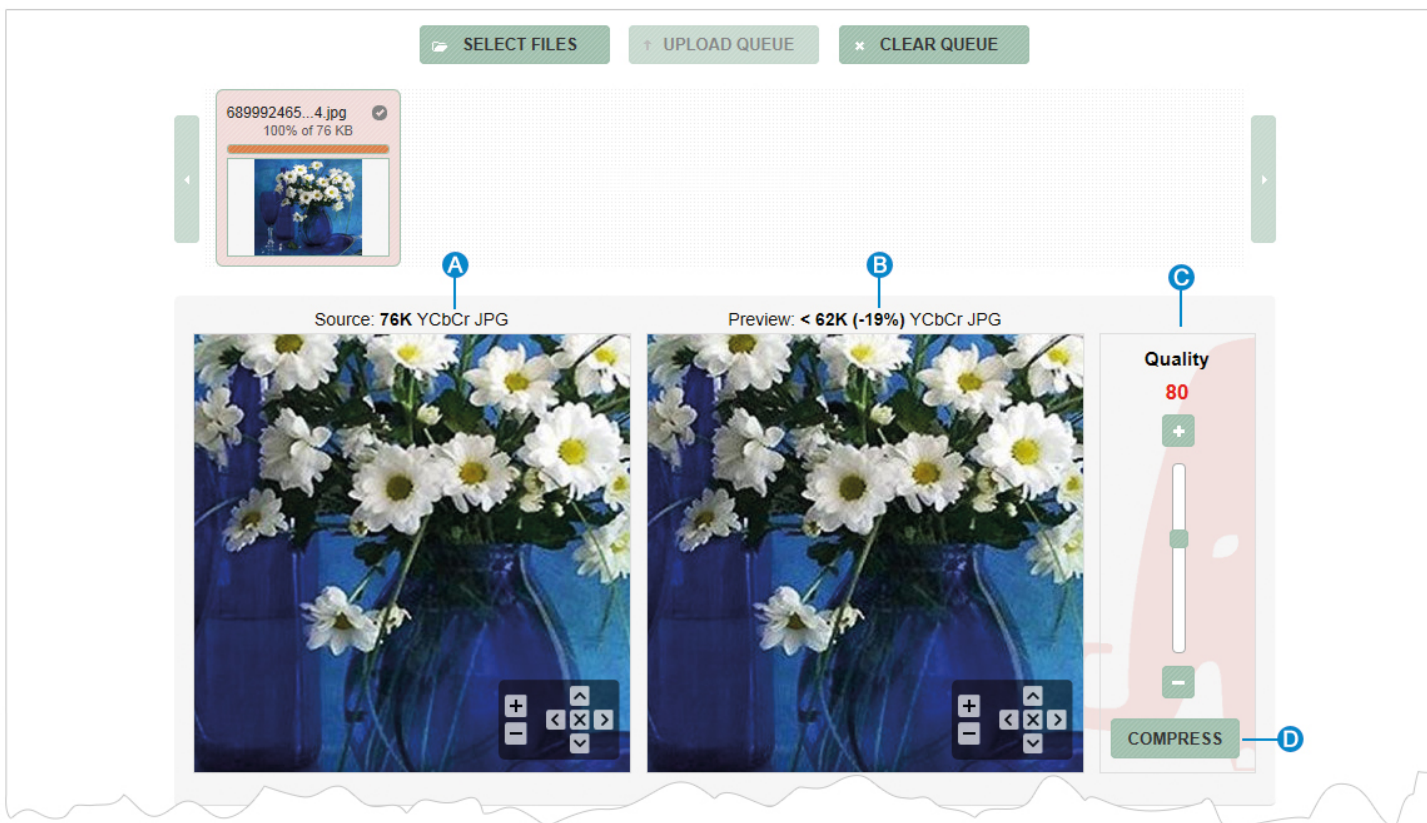 SELECT FILES
UPLOAD QUEUE
CLEAR QUEUE
689992465...4.jpg
100% of 76 KB
A
B
C
Source: 76K YCbCr JPG
Preview: < 62K (-19%) YCbCr JPG
Quality
80
COMPRESS
D